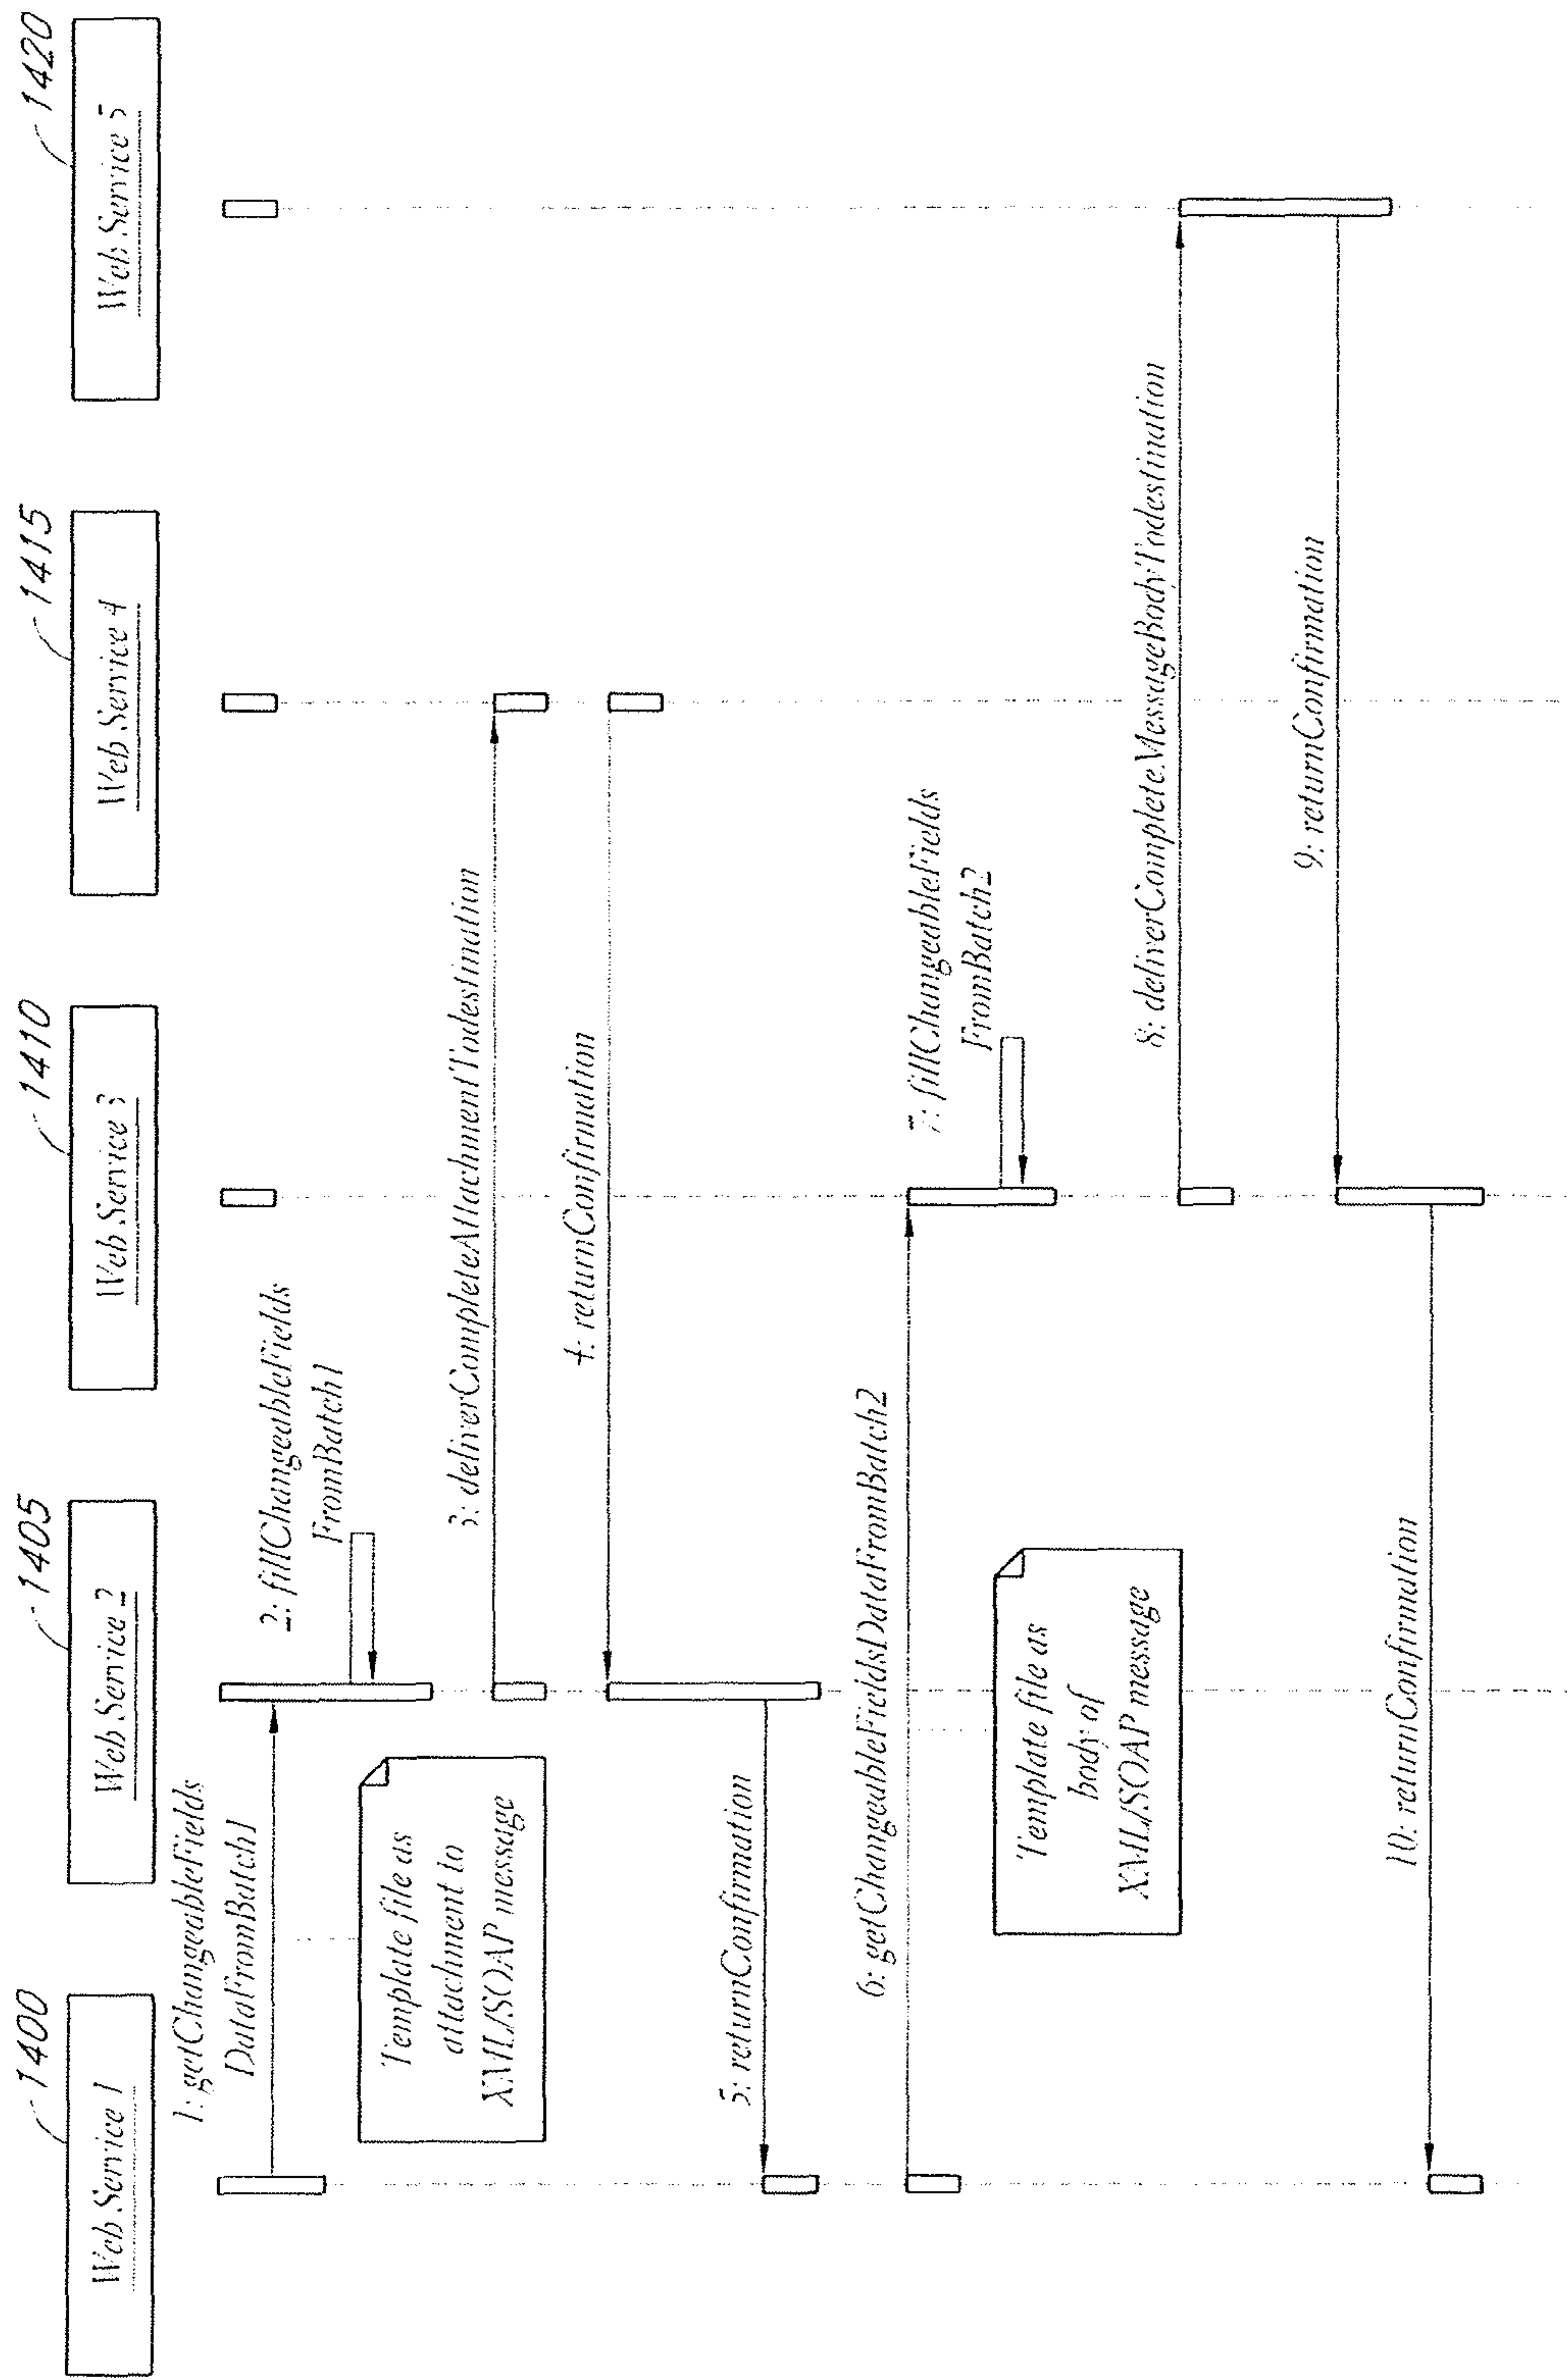 1400
1405
1410
1415
1420
Web Service 1
Web Service 2
Web Service 3
Web Service 4
Web Service 5
1: getChangeableFields
DataFromBatch1
2: fillChangeableFields
FromBatch1
Template file as
attachment to
XML/SOAP message
3: deliverCompleteAttachmentTodestination
4: returnConfirmation
5: returnConfirmation
6: getChangeableFieldsDataFromBatch2
7: fillChangeableFields
FromBatch2
Template file as
body of
XML/SOAP message
8: deliverCompleteMessageBodyTodestination
9: returnConfirmation
10: returnConfirmation